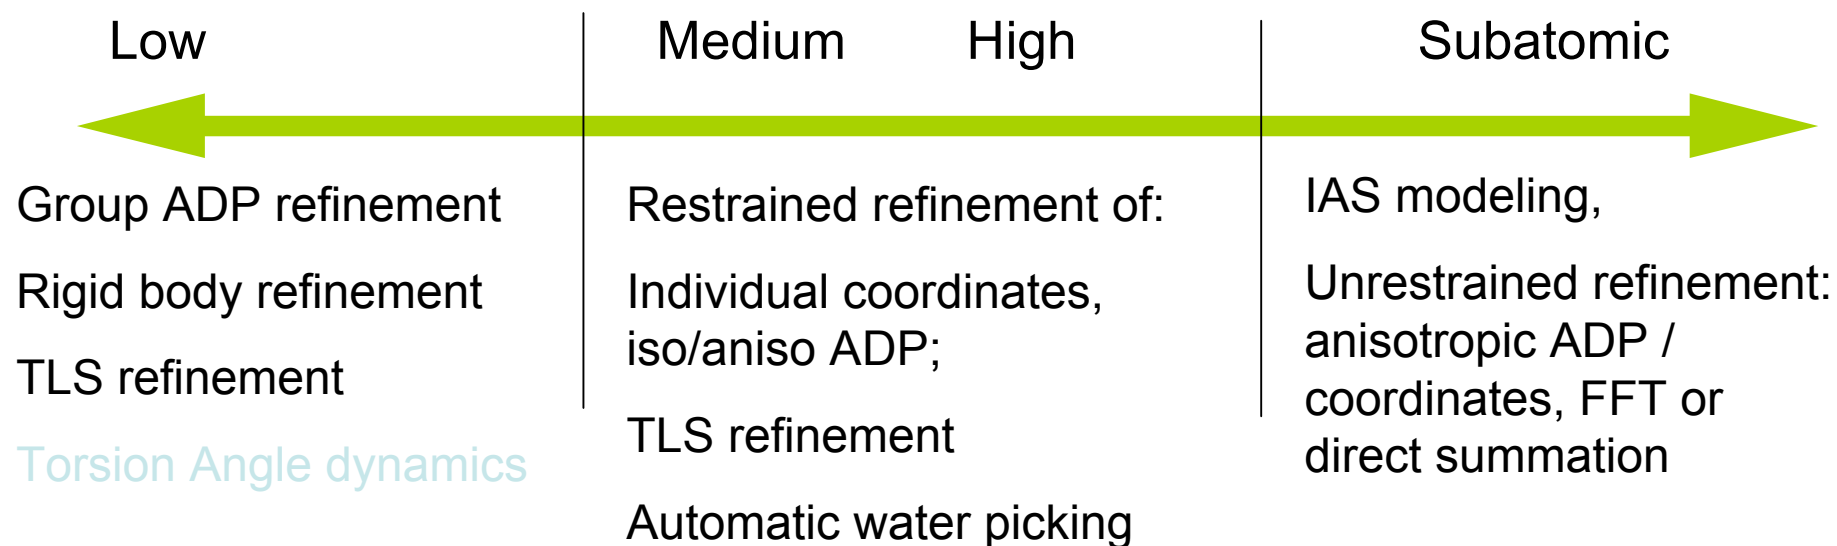 Low
Medium
High
Subatomic
Group ADP refinement
Rigid body refinement
TLS refinement
Torsion Angle dynamics
Restrained refinement of:
Individual coordinates,
iso/aniso ADP;
TLS refinement
Automatic water picking
IAS modeling,
Unrestrained refinement:
anisotropic ADP /
coordinates, FFT or
direct summation